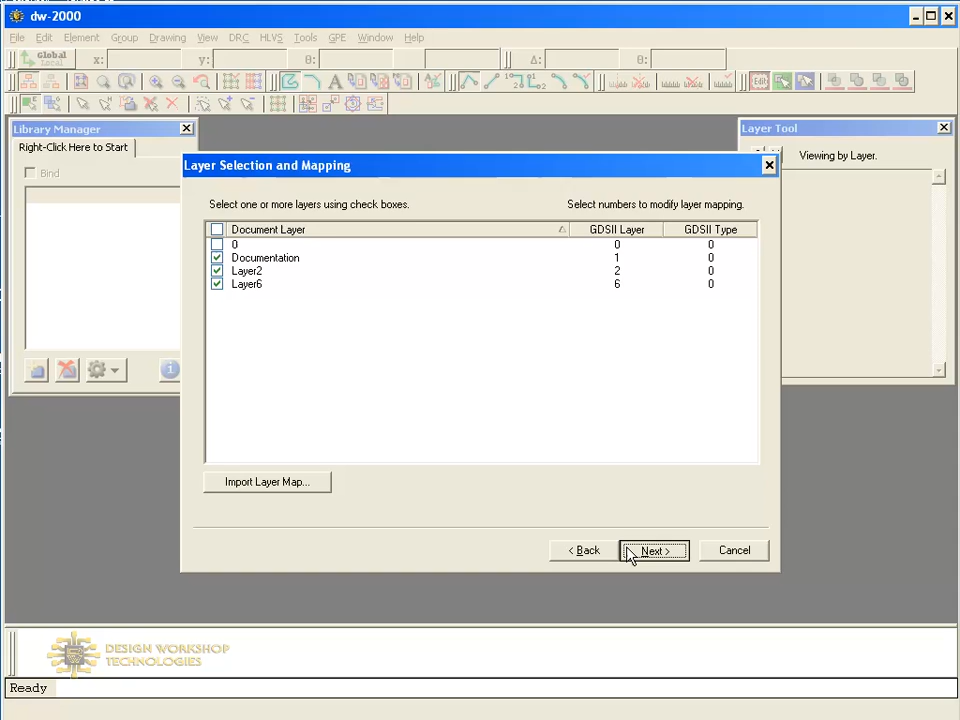 dw-2000
File Edit Element Group Drawing View DRC HLVS Tools GPE Window Help
Global
Local
x: y: θ: Δ: θ:
Library Manager
Right-Click Here to Start
Bind
Layer Tool
Viewing by Layer.
Layer Selection and Mapping
Select one or more layers using check boxes. Select numbers to modify layer mapping.
Document Layer GDSII Layer GDSII Type
0 0 0
Documentation 1 0
Layer2 2 0
Layer6 6 0
Import Layer Map...
< Back Next > Cancel
DESIGN WORKSHOP
TECHNOLOGIES
Ready